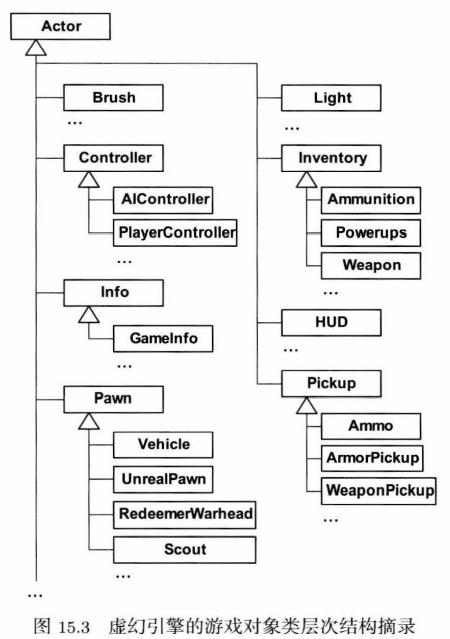 Actor
Brush
...
Controller
AIController
PlayerController
...
Info
GameInfo
...
Pawn
Vehicle
UnrealPawn
RedeemerWarhead
Scout
...
...
Light
...
Inventory
Ammunition
Powerups
Weapon
...
HUD
...
Pickup
Ammo
ArmorPickup
WeaponPickup
...
图 15.3 虚幻引擎的游戏对象类层次结构摘录